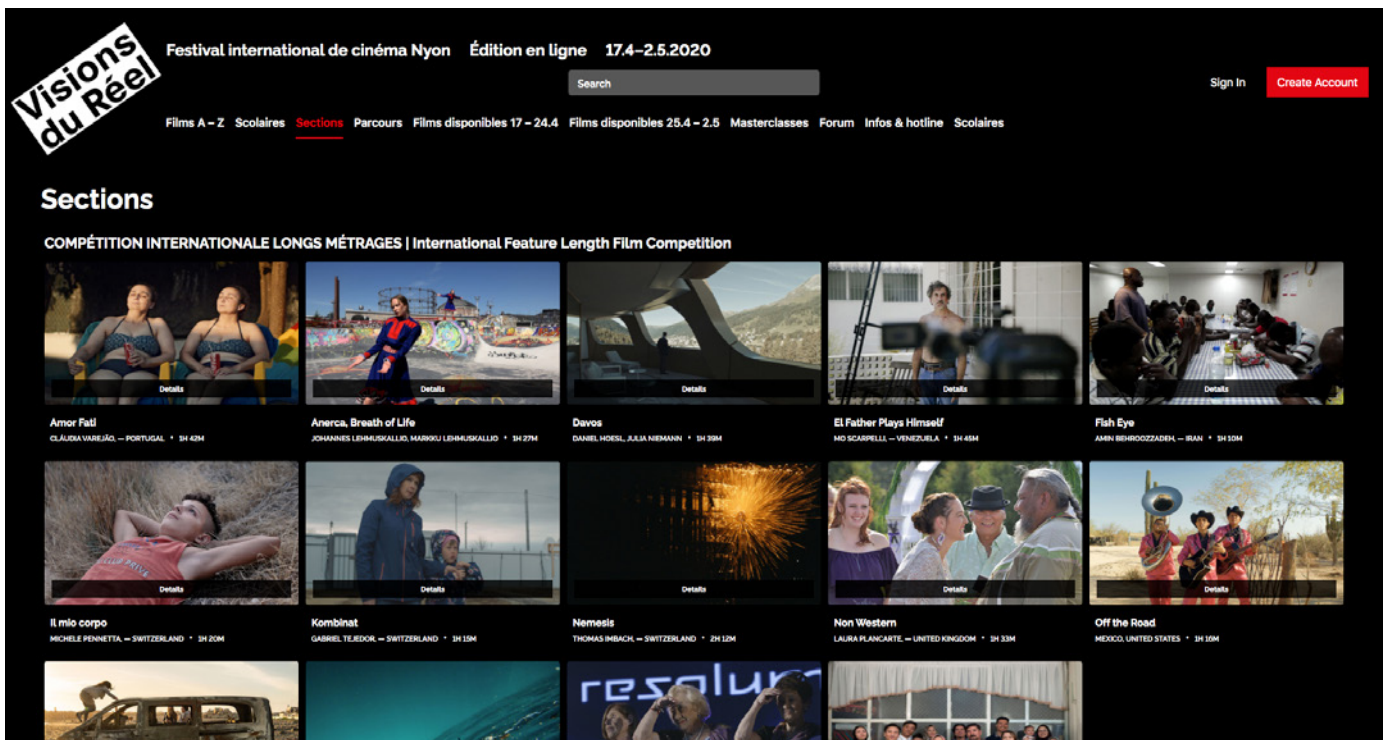 Visions
du Réel
Festival international de cinéma Nyon Édition en ligne 17.4–2.5.2020
Search
Sign In Create Account
Films A – Z Scolaires Sections Parcours Films disponibles 17 – 24.4 Films disponibles 25.4 – 2.5 Masterclasses Forum Infos & hotline Scolaires
Sections
COMPÉTITION INTERNATIONALE LONGS MÉTRAGES | International Feature Length Film Competition
Details Details Details Details Details
Amor Fati Anerca, Breath of Life Davos El Father Plays Himself Fish Eye
CLÁUDIA VAREJÃO, — PORTUGAL • 1H 42M JOHANNES LEHMUSKALLIO, MARKKU LEHMUSKALLIO • 1H 27M DANIEL HOESL, JULIA NIEMANN • 1H 39M MO SCARPELLI, — VENEZUELA • 1H 45M AMIN BEHROOZZADEH, — IRAN • 1H 10M
Details Details Details Details Details
Il mio corpo Kombinat Nemesis Non Western Off the Road
MICHELE PENNETTA, — SWITZERLAND • 1H 20M GABRIEL TEJEDOR, — SWITZERLAND • 1H 15M THOMAS IMBACH, — SWITZERLAND • 2H 12M LAURA PLANCARTE, — UNITED KINGDOM • 1H 33M MEXICO, UNITED STATES • 1H 16M